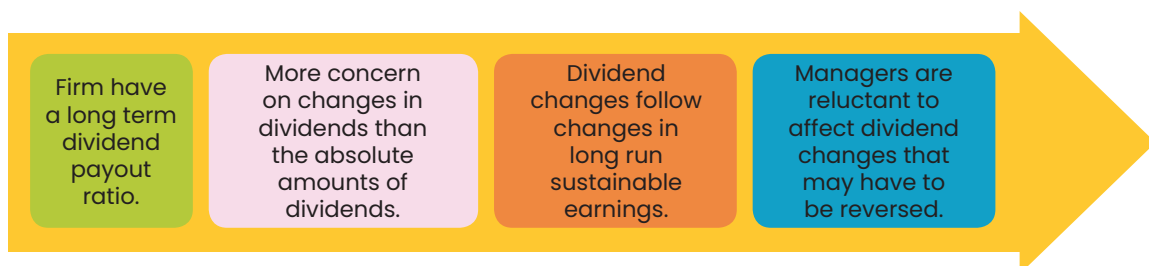 Firm have
a long term
dividend
payout
ratio.
More concern
on changes in
dividends than
the absolute
amounts of
dividends.
Dividend
changes follow
changes in
long run
sustainable
earnings.
Managers are
reluctant to
affect dividend
changes that
may have to
be reversed.